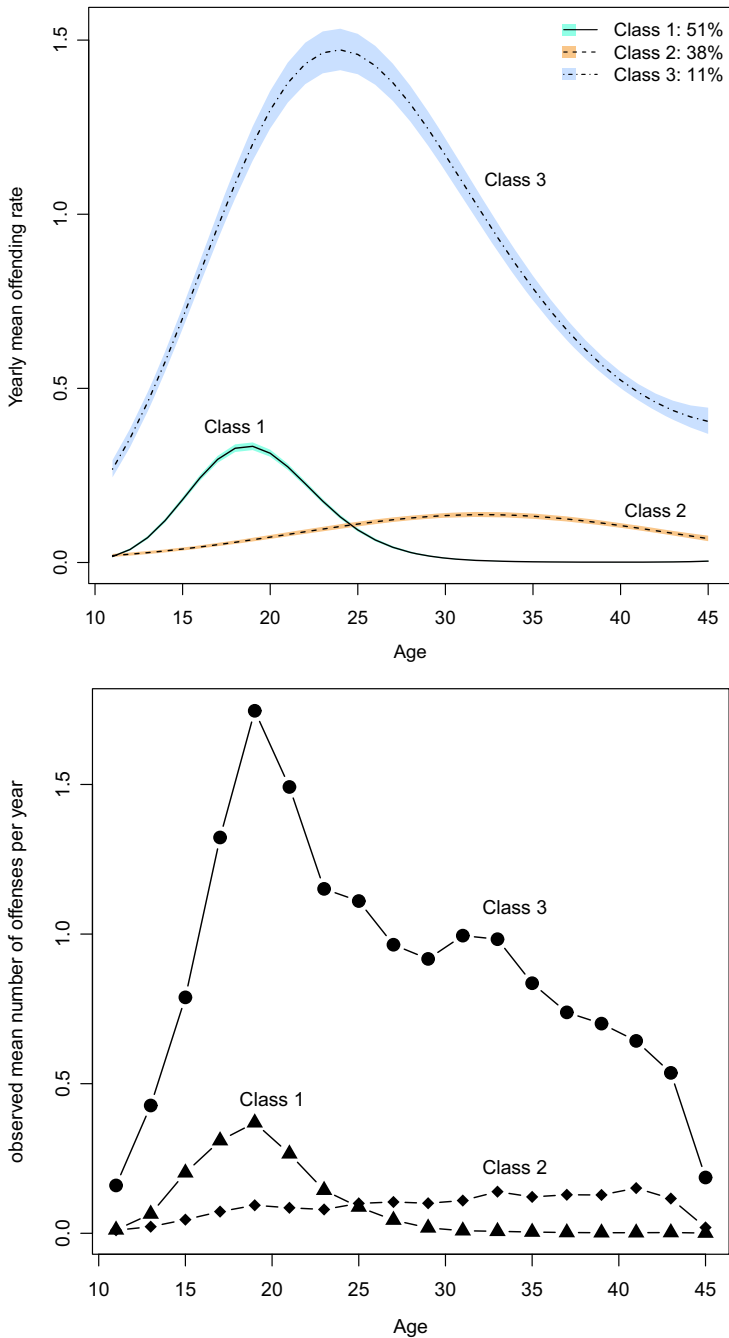 Class 1: 51%
Class 2: 38%
Class 3: 11%
1.5
1.0
0.5
0.0
Yearly mean offending rate
Class 3
Class 1
Class 2
10 15 20 25 30 35 40 45
Age
1.5
1.0
0.5
0.0
observed mean number of offenses per year
Class 3
Class 1
Class 2
10 15 20 25 30 35 40 45
Age